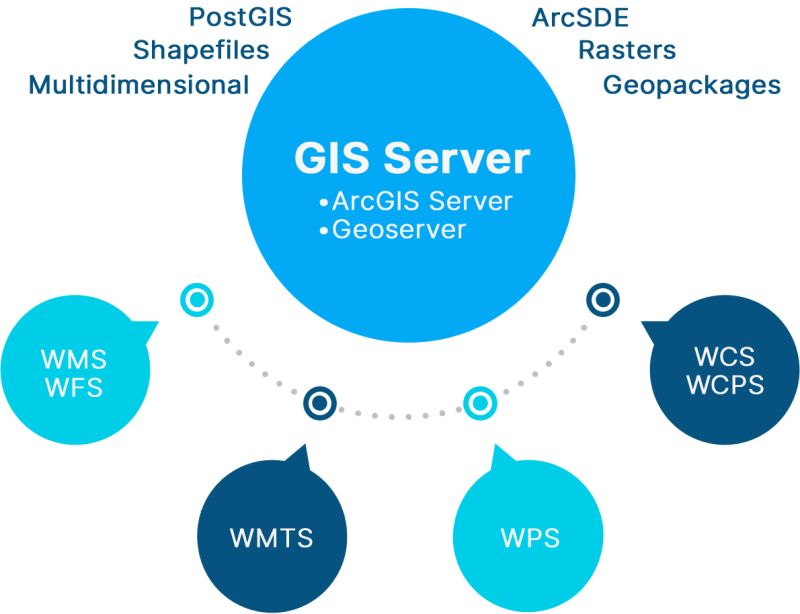 PostGIS
Shapefiles
Multidimensional
ArcSDE
Rasters
Geopackages
GIS Server
•ArcGIS Server
•Geoserver
WMS
WFS
WMTS
WPS
WCS
WCPS